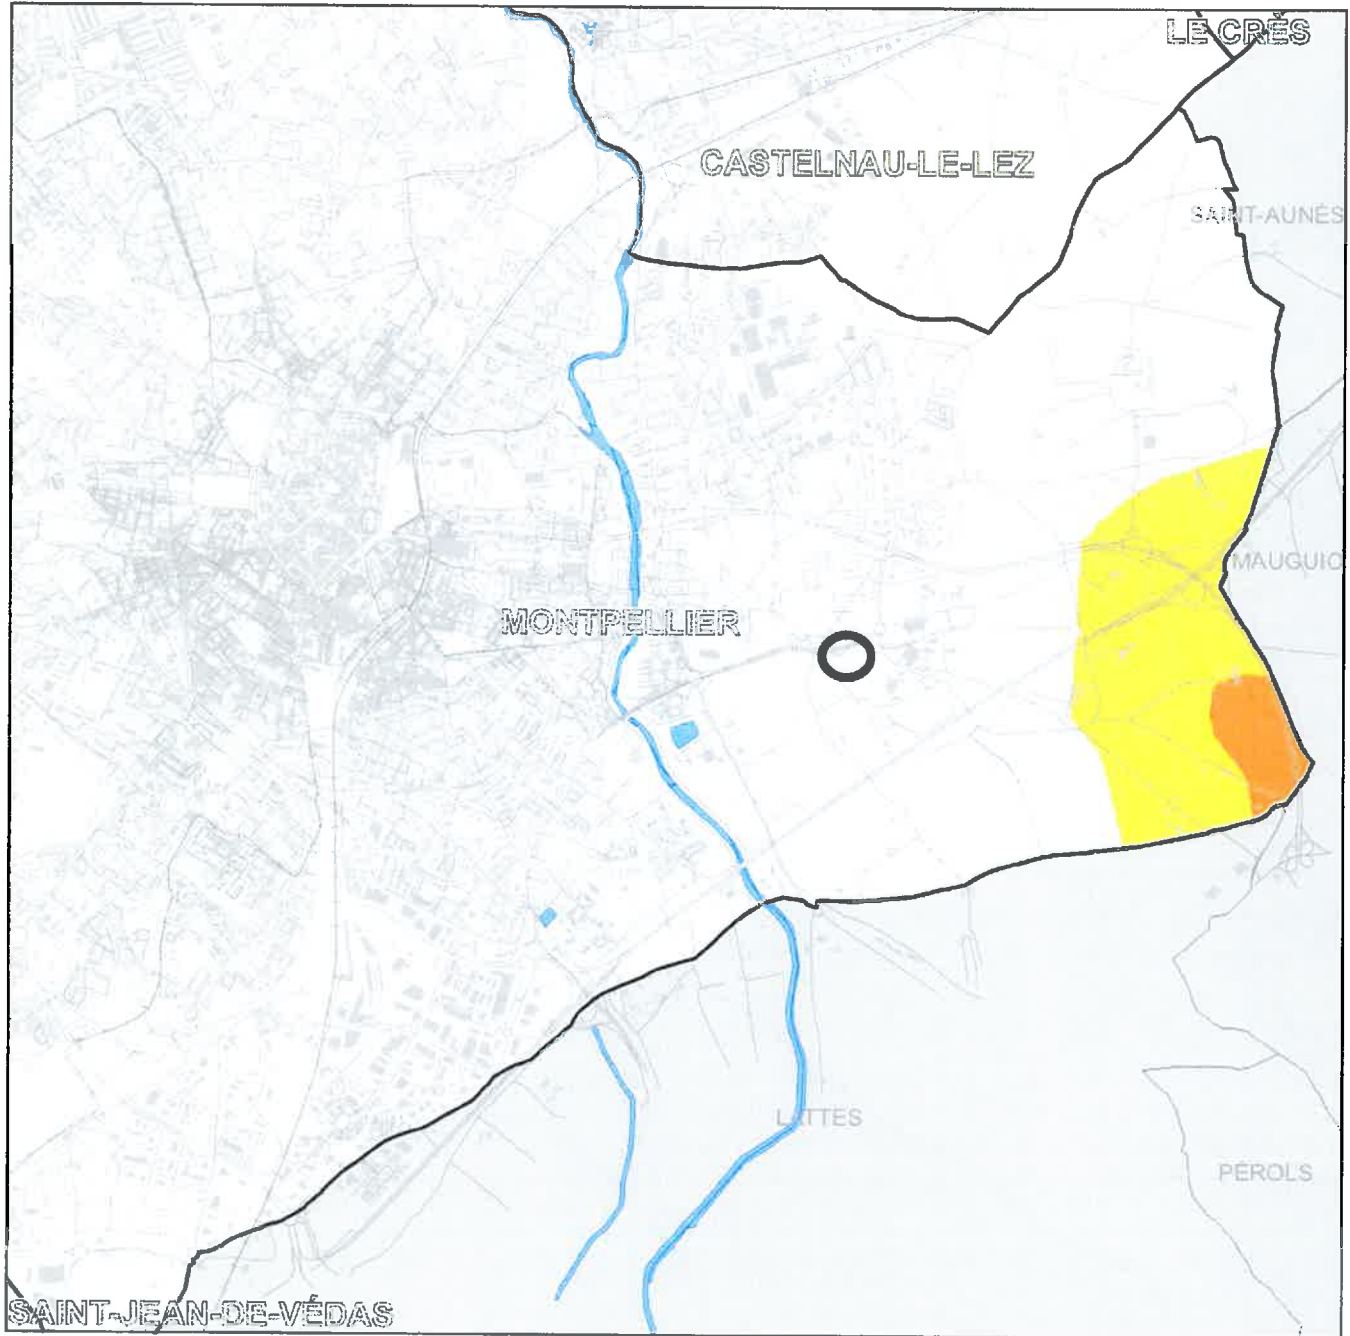 LE CRÈS
CASTELNAU-LE-LEZ
SAINT-AUNÈS
MAUGUIO
MONTPELLIER
LATTES
PÉROLS
SAINT-JEAN-DE-VÉDAS